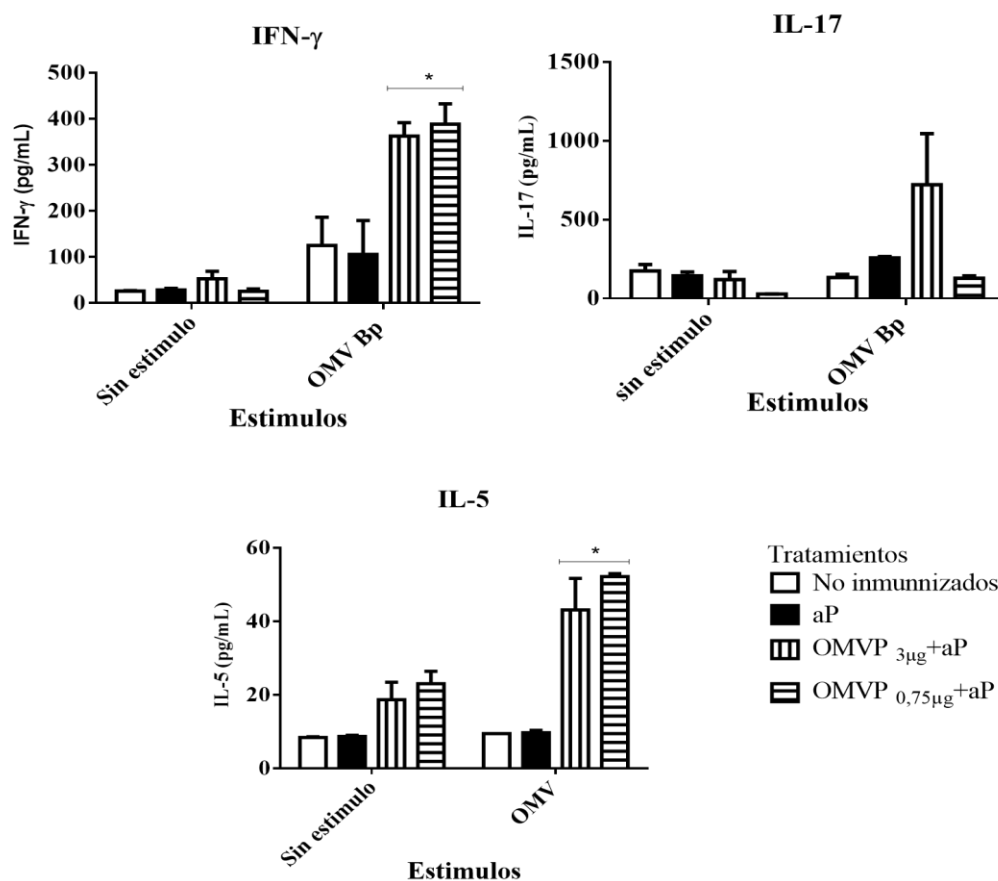 IFN-γ
500
400
300
200
100
0
IFN-γ (pg/mL)
*
Sin estimulo
OMV Bp
Estimulos
IL-17
1500
1000
500
0
IL-17 (pg/mL)
sin estimulo
OMV Bp
Estimulos
IL-5
60
40
20
0
IL-5 (pg/mL)
*
Sin estimulo
OMV
Estimulos
Tratamientos
No inmunnizados
aP
OMVP 3µg+aP
OMVP 0,75µg+aP